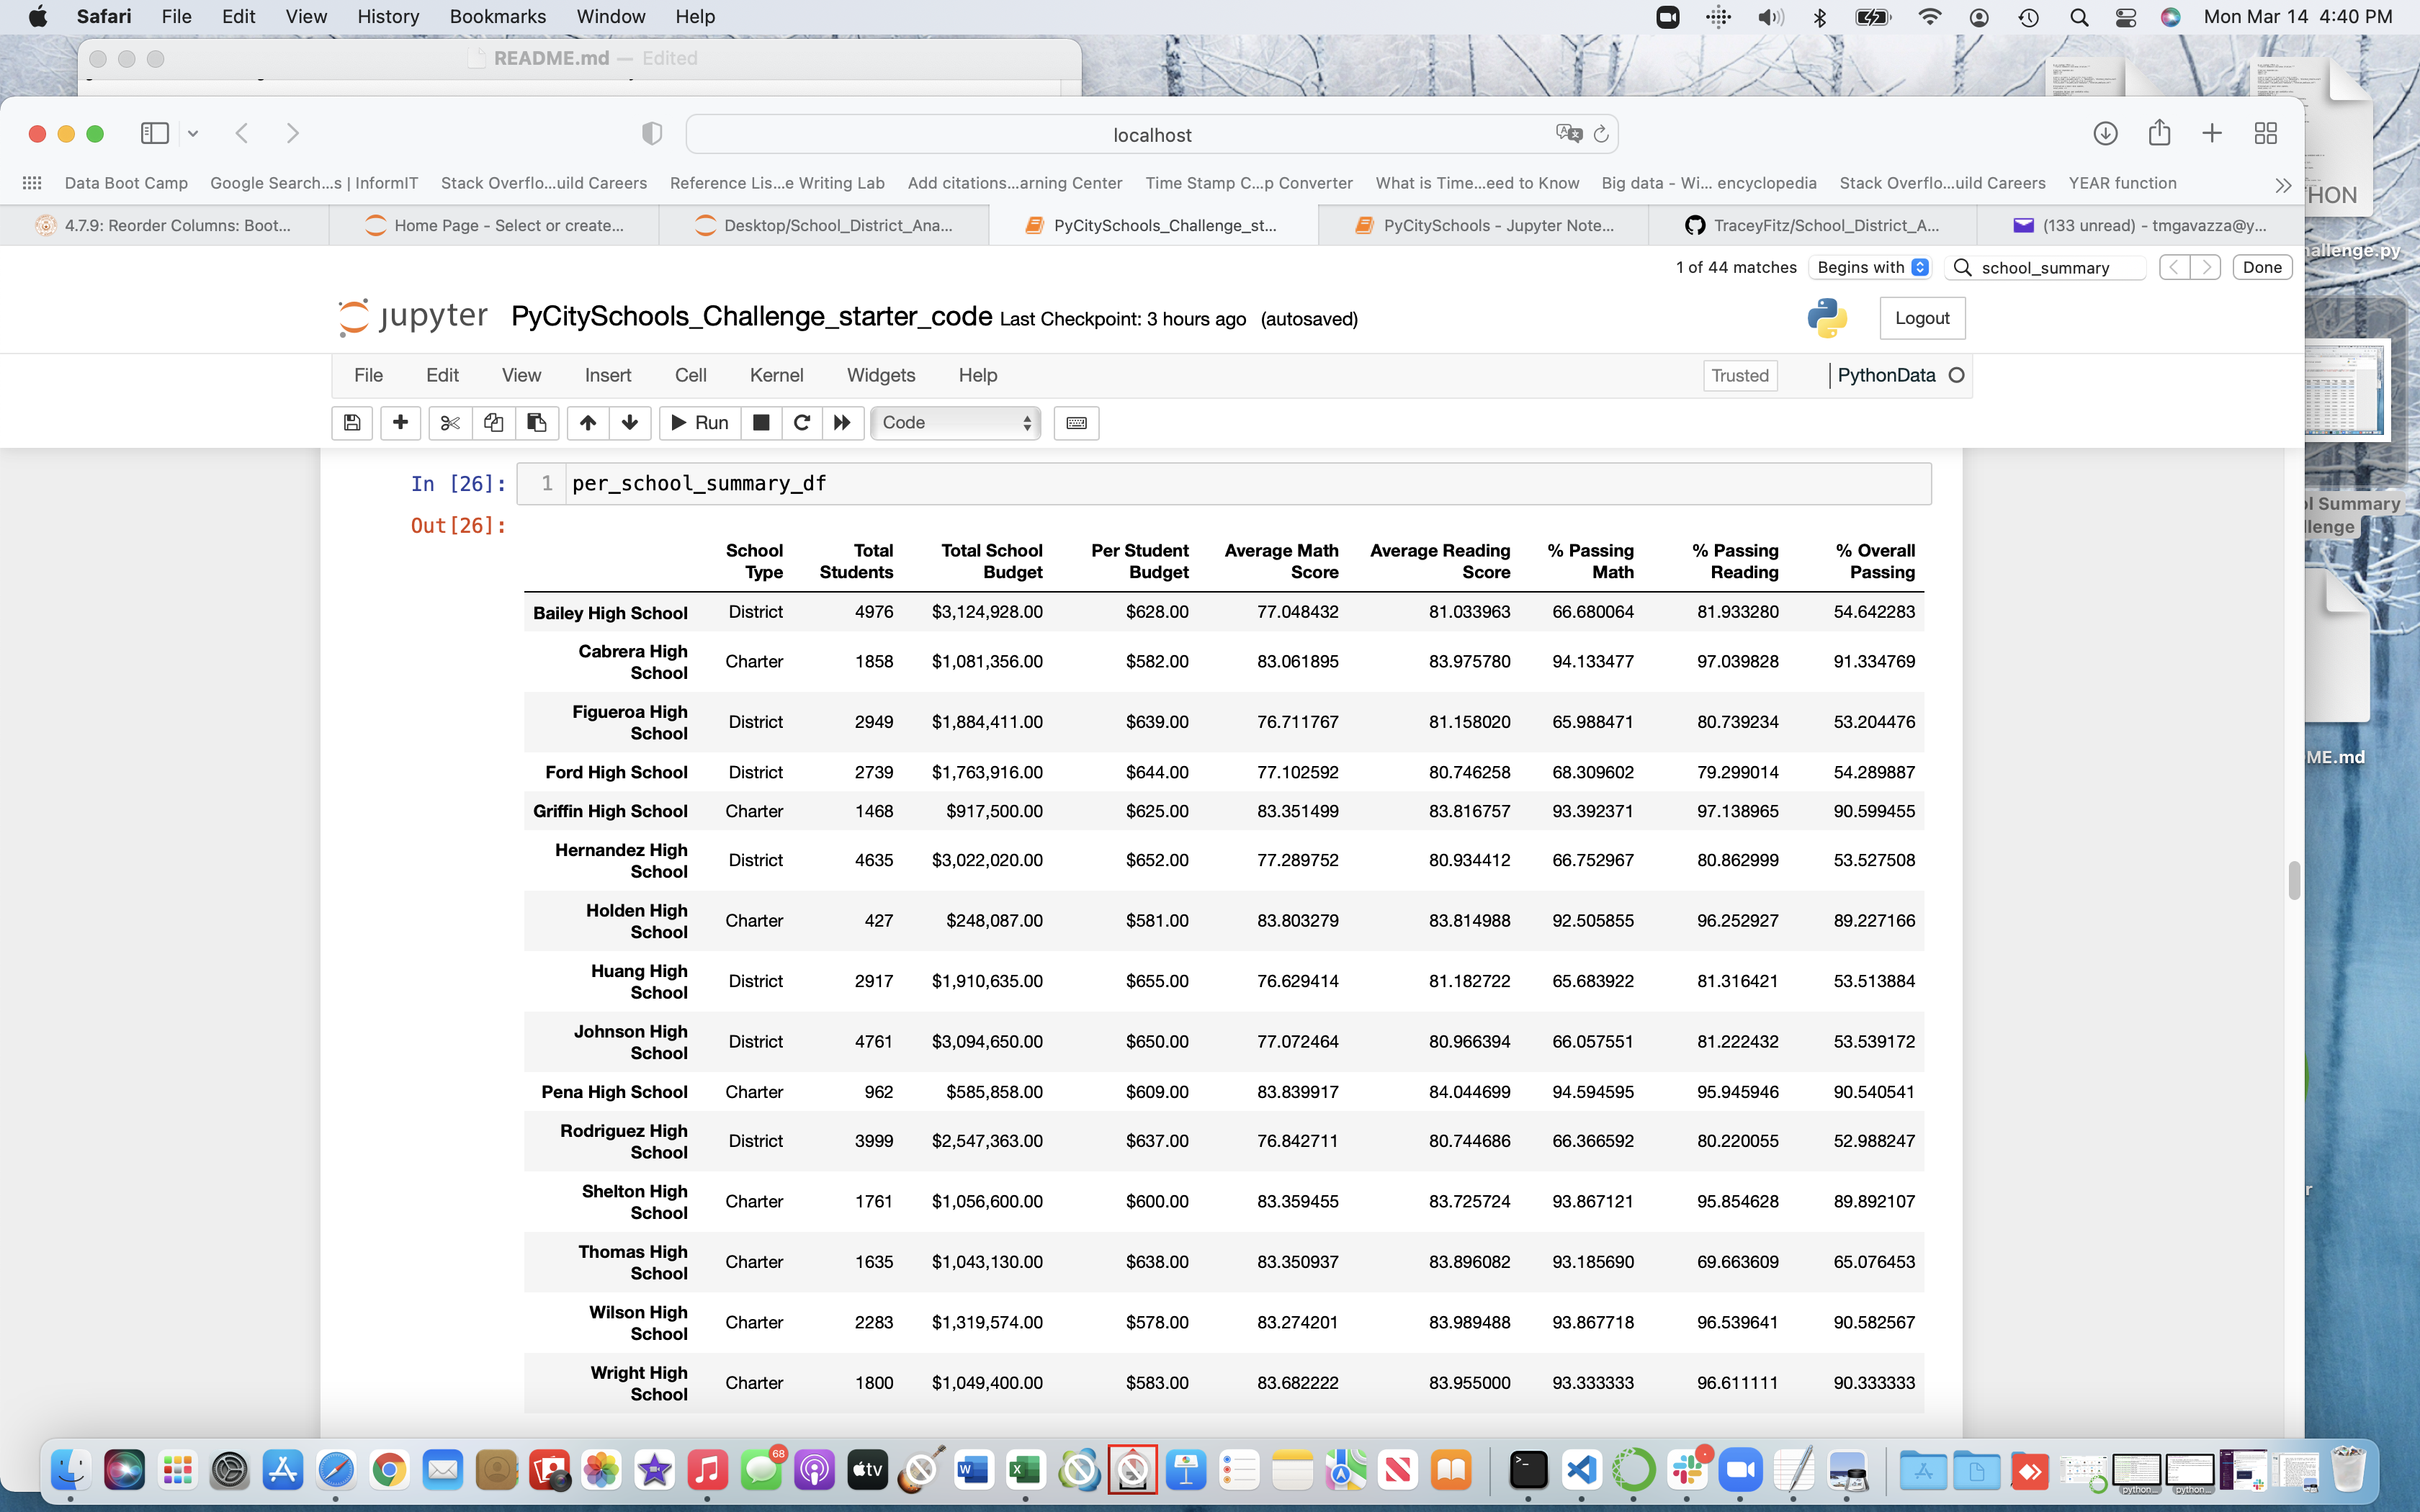 Safari File Edit View History Bookmarks Window Help Mon Mar 14 4:40 PM
README.md — Edited
localhost
Data Boot Camp Google Search...s | InformIT Stack Overflo...uild Careers Reference Lis...e Writing Lab Add citations...arning Center Time Stamp C...p Converter What is Time...eed to Know Big data - Wi... encyclopedia Stack Overflo...uild Careers YEAR function
4.7.9: Reorder Columns: Boot... Home Page - Select or create... Desktop/School_District_Ana... PyCitySchools_Challenge_st... PyCitySchools - Jupyter Note... TraceyFitz/School_District_A... (133 unread) - tmgavazza@y...
1 of 44 matches Begins with school_summary Done
jupyter PyCitySchools_Challenge_starter_code Last Checkpoint: 3 hours ago (autosaved) Logout
File Edit View Insert Cell Kernel Widgets Help Trusted PythonData
Run Code
In [26]: 1 per_school_summary_df
Out[26]:
School Total Total School Per Student Average Math Average Reading % Passing % Passing % Overall
Type Students Budget Budget Score Score Math Reading Passing
Bailey High School District 4976 $3,124,928.00 $628.00 77.048432 81.033963 66.680064 81.933280 54.642283
Cabrera High
School Charter 1858 $1,081,356.00 $582.00 83.061895 83.975780 94.133477 97.039828 91.334769
Figueroa High
School District 2949 $1,884,411.00 $639.00 76.711767 81.158020 65.988471 80.739234 53.204476
Ford High School District 2739 $1,763,916.00 $644.00 77.102592 80.746258 68.309602 79.299014 54.289887
Griffin High School Charter 1468 $917,500.00 $625.00 83.351499 83.816757 93.392371 97.138965 90.599455
Hernandez High
School District 4635 $3,022,020.00 $652.00 77.289752 80.934412 66.752967 80.862999 53.527508
Holden High
School Charter 427 $248,087.00 $581.00 83.803279 83.814988 92.505855 96.252927 89.227166
Huang High
School District 2917 $1,910,635.00 $655.00 76.629414 81.182722 65.683922 81.316421 53.513884
Johnson High
School District 4761 $3,094,650.00 $650.00 77.072464 80.966394 66.057551 81.222432 53.539172
Pena High School Charter 962 $585,858.00 $609.00 83.839917 84.044699 94.594595 95.945946 90.540541
Rodriguez High
School District 3999 $2,547,363.00 $637.00 76.842711 80.744686 66.366592 80.220055 52.988247
Shelton High
School Charter 1761 $1,056,600.00 $600.00 83.359455 83.725724 93.867121 95.854628 89.892107
Thomas High
School Charter 1635 $1,043,130.00 $638.00 83.350937 83.896082 93.185690 69.663609 65.076453
Wilson High
School Charter 2283 $1,319,574.00 $578.00 83.274201 83.989488 93.867718 96.539641 90.582567
Wright High
School Charter 1800 $1,049,400.00 $583.00 83.682222 83.955000 93.333333 96.611111 90.333333
THON
hallenge.py
ol Summary
llenge
ME.md
68
tv